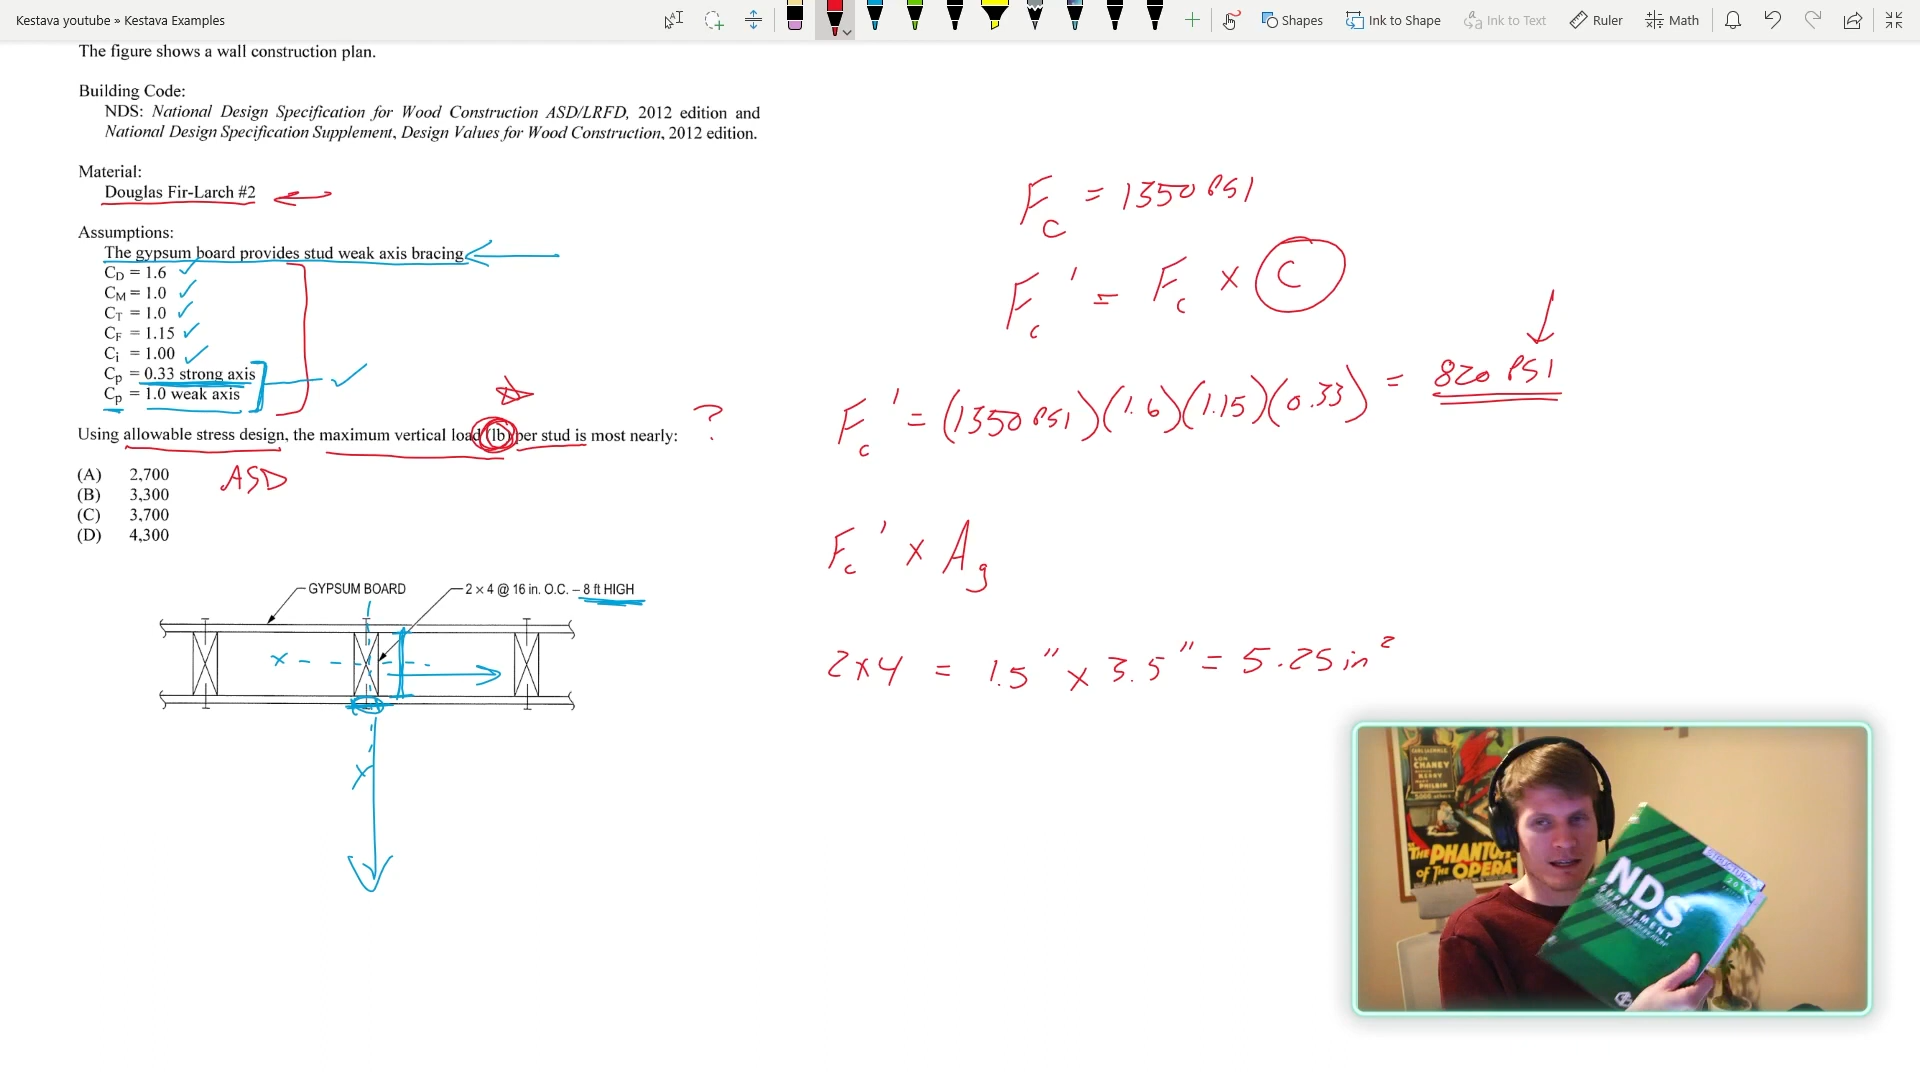 Kestava youtube » Kestava Examples
Shapes
Ink to Shape
Ink to Text
Ruler
Math
The figure shows a wall construction plan.
Building Code:
NDS: National Design Specification for Wood Construction ASD/LRFD, 2012 edition and
National Design Specification Supplement, Design Values for Wood Construction, 2012 edition.
Material:
Douglas Fir-Larch #2
Assumptions:
The gypsum board provides stud weak axis bracing
CD = 1.6
CM = 1.0
CT = 1.0
CF = 1.15
Ci = 1.00
Cp = 0.33 strong axis
Cp = 1.0 weak axis
Using allowable stress design, the maximum vertical load (lb) per stud is most nearly: ?
ASD
(A) 2,700
(B) 3,300
(C) 3,700
(D) 4,300
GYPSUM BOARD
2 × 4 @ 16 in. O.C. – 8 ft HIGH
x
x
Fc = 1350 PSI
Fc' = Fc x C
Fc' = (1350 PSI)(1.6)(1.15)(0.33) = 820 PSI
Fc' x Ag
2x4 = 1.5" x 3.5" = 5.25 in²
LON
CHANEY
PHILBIN
THE PHANTOM
OF THE OPERA
NDS
SUPPLEMENT